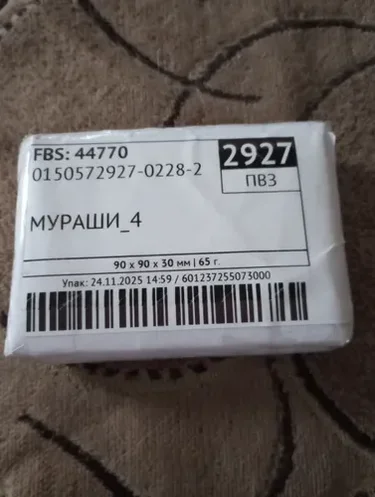 FBS: 44770
0150572927-0228-2
2927
ПВЗ
МУРАШИ_4
90 x 90 x 30 мм | 65 г.
Упак: 24.11.2025 14:59 / 601237255073000